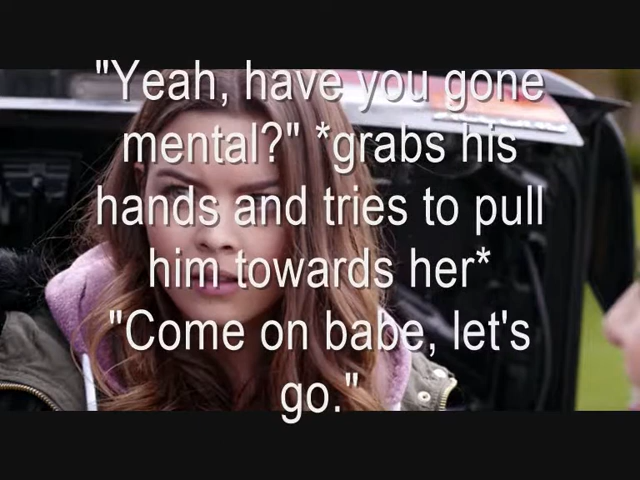 "Yeah, have you gone
mental?" *grabs his
hands and tries to pull
him towards her*
"Come on babe, let's
go."